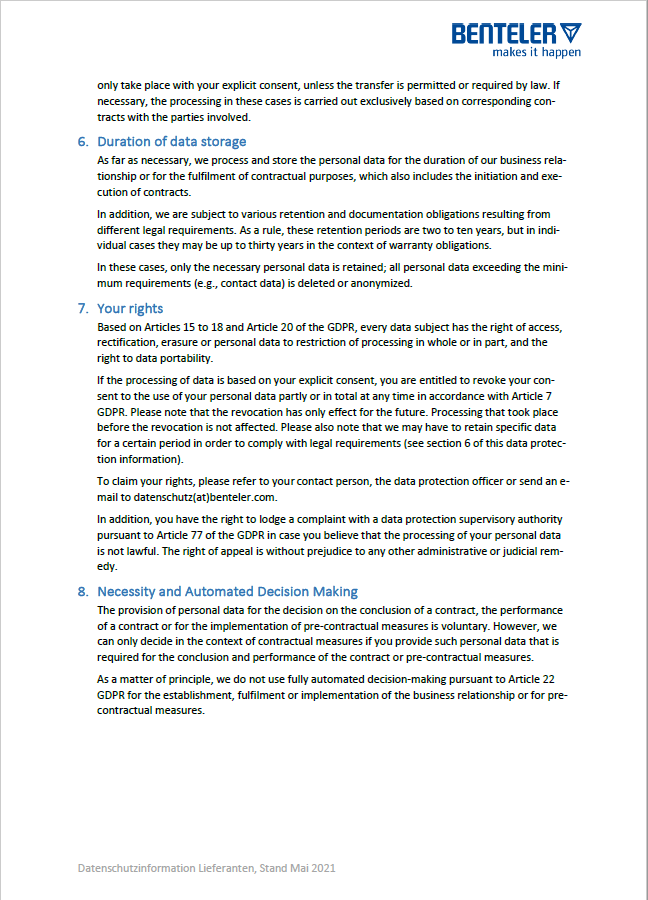 BENTELER
makes it happen
only take place with your explicit consent, unless the transfer is permitted or required by law. If
necessary, the processing in these cases is carried out exclusively based on corresponding con-
tracts with the parties involved.
6. Duration of data storage
As far as necessary, we process and store the personal data for the duration of our business rela-
tionship or for the fulfilment of contractual purposes, which also includes the initiation and exe-
cution of contracts.
In addition, we are subject to various retention and documentation obligations resulting from
different legal requirements. As a rule, these retention periods are two to ten years, but in indi-
vidual cases they may be up to thirty years in the context of warranty obligations.
In these cases, only the necessary personal data is retained; all personal data exceeding the mini-
mum requirements (e.g., contact data) is deleted or anonymized.
7. Your rights
Based on Articles 15 to 18 and Article 20 of the GDPR, every data subject has the right of access,
rectification, erasure or personal data to restriction of processing in whole or in part, and the
right to data portability.
If the processing of data is based on your explicit consent, you are entitled to revoke your con-
sent to the use of your personal data partly or in total at any time in accordance with Article 7
GDPR. Please note that the revocation has only effect for the future. Processing that took place
before the revocation is not affected. Please also note that we may have to retain specific data
for a certain period in order to comply with legal requirements (see section 6 of this data protec-
tion information).
To claim your rights, please refer to your contact person, the data protection officer or send an e-
mail to datenschutz(at)benteler.com.
In addition, you have the right to lodge a complaint with a data protection supervisory authority
pursuant to Article 77 of the GDPR in case you believe that the processing of your personal data
is not lawful. The right of appeal is without prejudice to any other administrative or judicial rem-
edy.
8. Necessity and Automated Decision Making
The provision of personal data for the decision on the conclusion of a contract, the performance
of a contract or for the implementation of pre-contractual measures is voluntary. However, we
can only decide in the context of contractual measures if you provide such personal data that is
required for the conclusion and performance of the contract or pre-contractual measures.
As a matter of principle, we do not use fully automated decision-making pursuant to Article 22
GDPR for the establishment, fulfilment or implementation of the business relationship or for pre-
contractual measures.
Datenschutzinformation Lieferanten, Stand Mai 2021